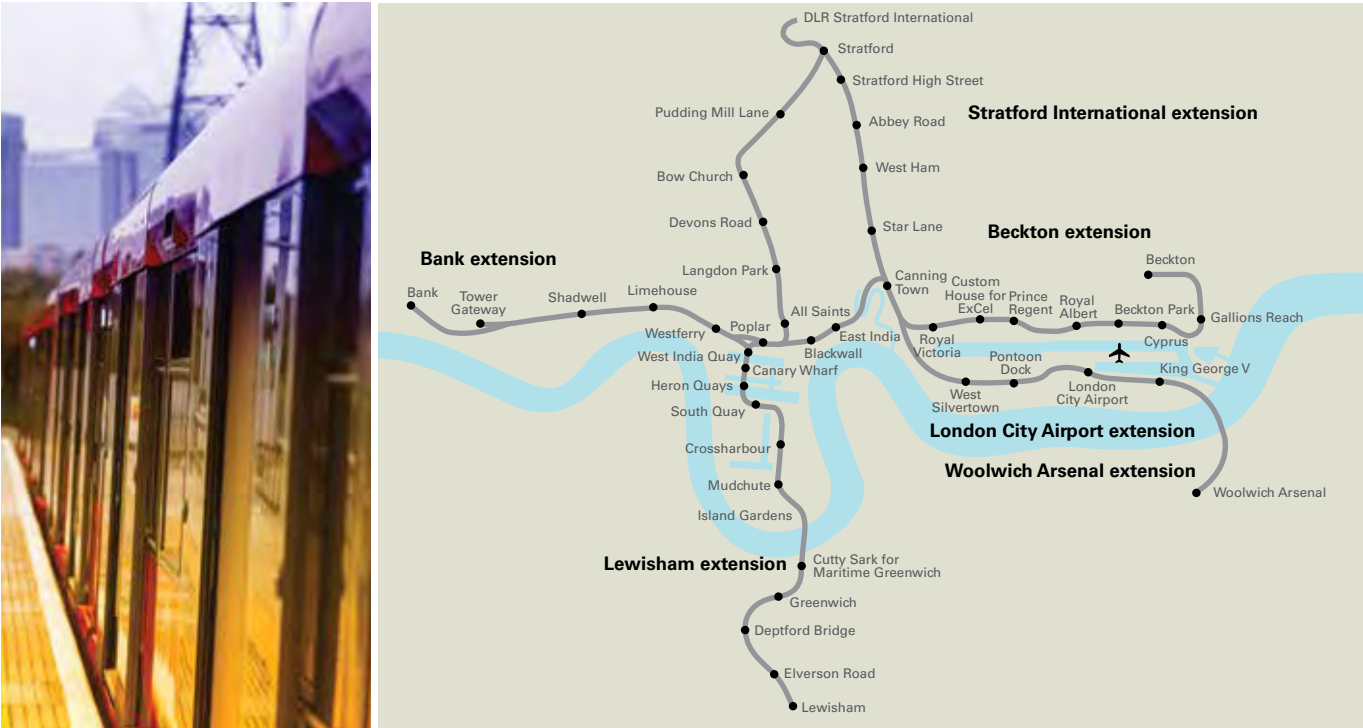 DLR Stratford International
Stratford
Stratford High Street
Pudding Mill Lane
Stratford International extension
Abbey Road
West Ham
Bow Church
Devons Road
Star Lane
Beckton extension
Bank extension
Beckton
Langdon Park
Canning
Town
Bank
Tower
Gateway
Shadwell
Limehouse
Custom
House for
ExCel
Prince
Regent
Royal
Albert
Beckton Park
Gallions Reach
All Saints
Westferry
Poplar
East India
Royal
Victoria
Cyprus
West India Quay
Blackwall
Pontoon
Dock
Canary Wharf
King George V
Heron Quays
West
Silvertown
London
City Airport
South Quay
London City Airport extension
Crossharbour
Woolwich Arsenal extension
Mudchute
Woolwich Arsenal
Island Gardens
Lewisham extension
Cutty Sark for
Maritime Greenwich
Greenwich
Deptford Bridge
Elverson Road
Lewisham